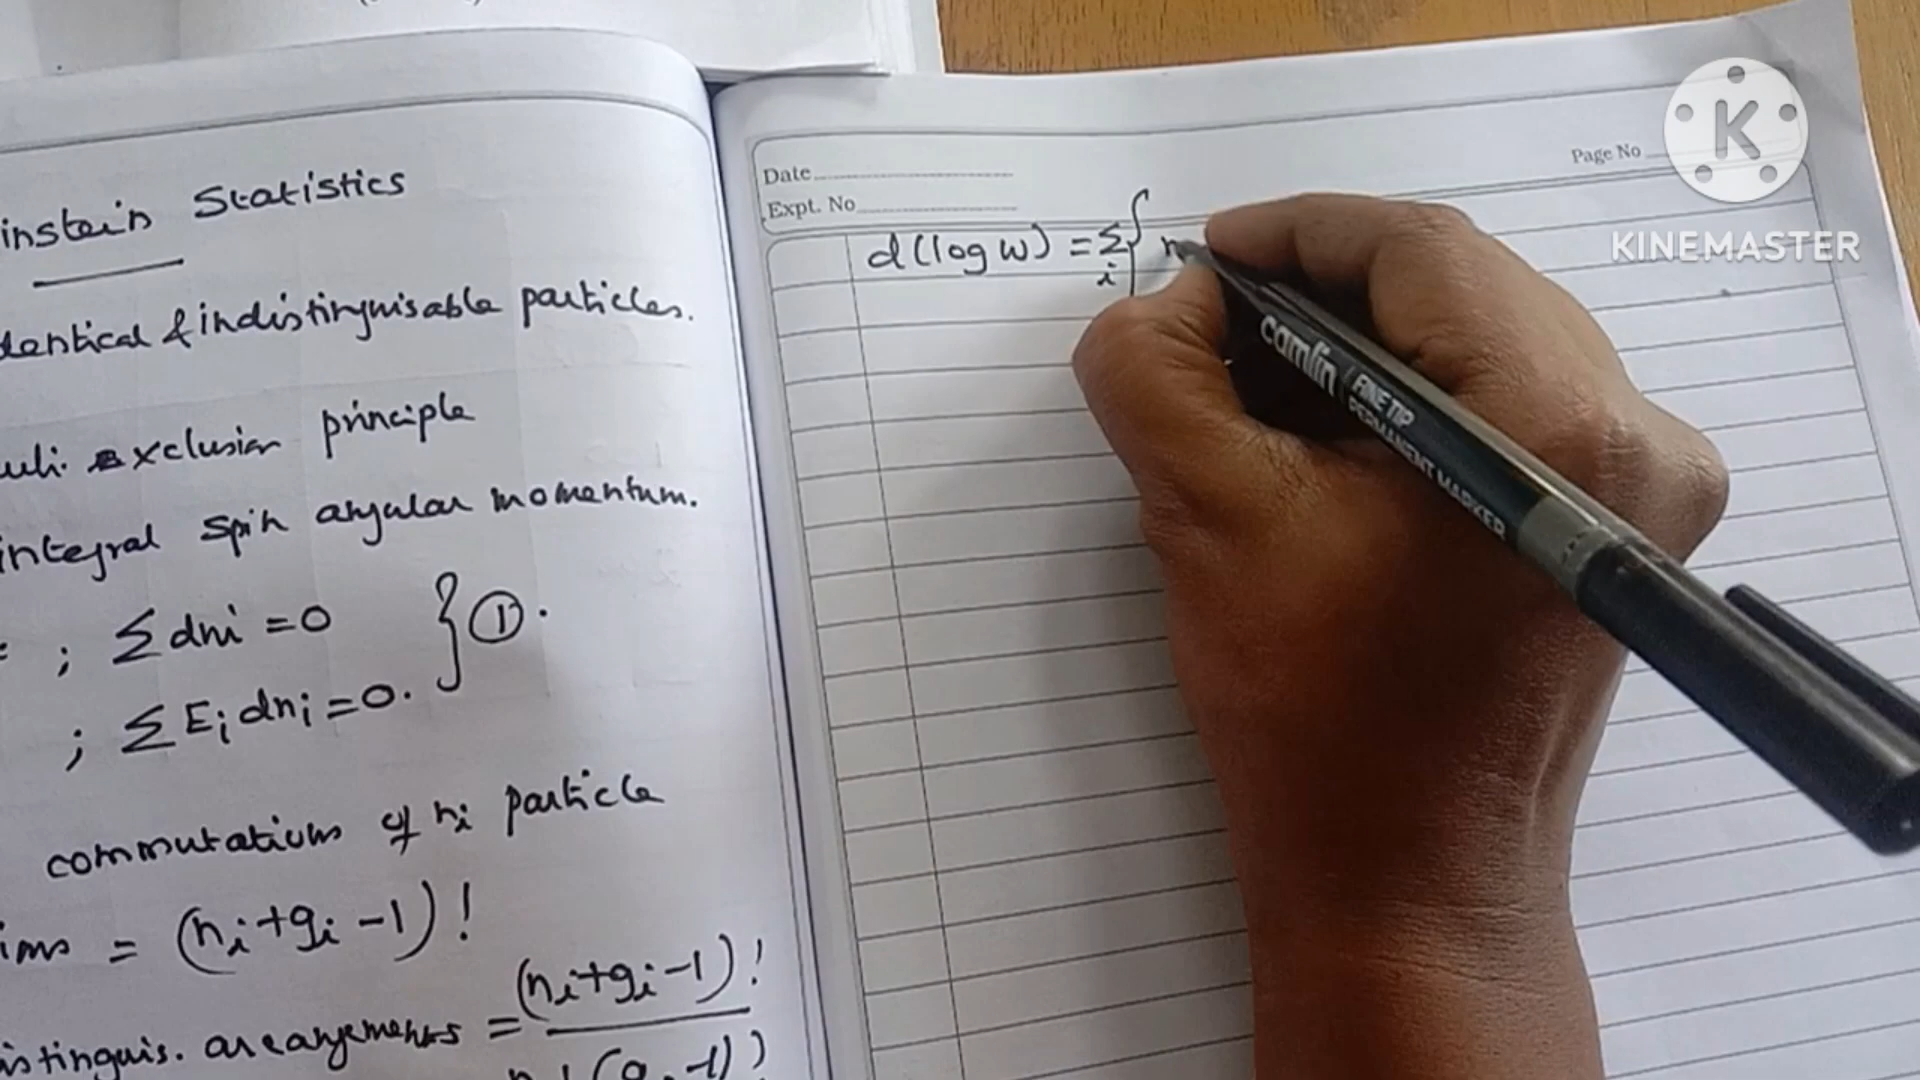 instein Statistics
dentical & indistinguisable particles.
uli. exclusion principle
integral spin angular momentum.
= ; Σ dni = 0 } ①.
; Σ Ei dni = 0.
commutations of ni particle
ims = (ni + gi - 1) !
istinguis. arrangements = (ni + gi - 1) !
Date
Expt. No
Page No
d (log w) = Σ i { n
camlin
FINE TIP
PERMANENT MARKER
K
KINEMASTER